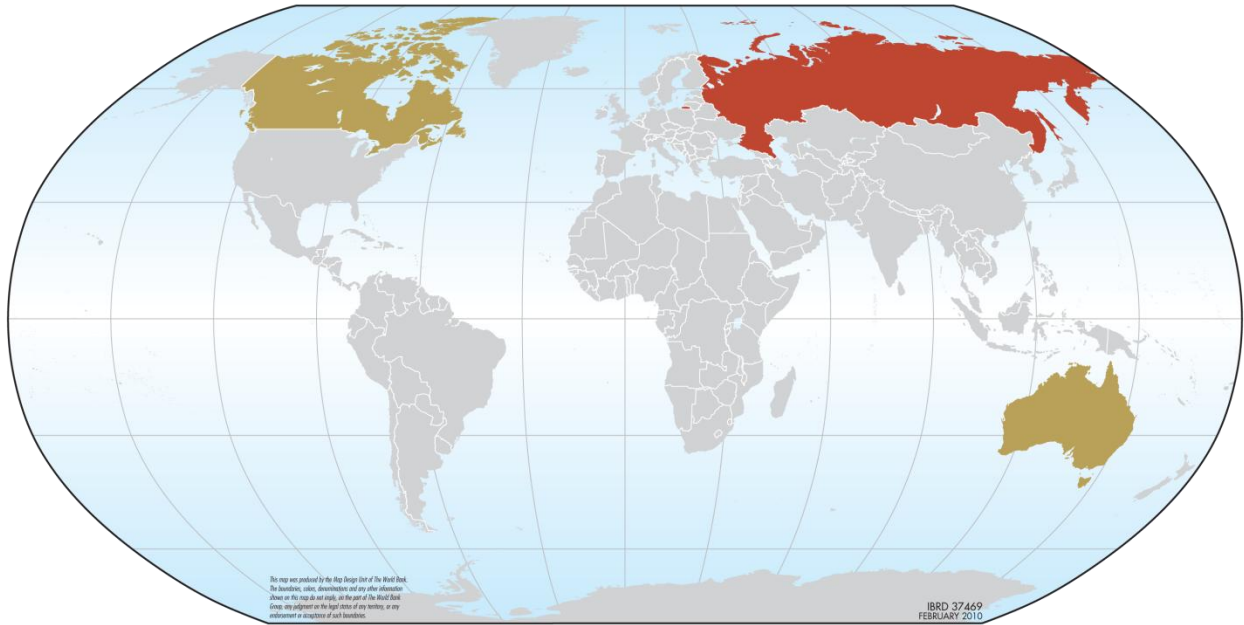 This map was produced by the Map Design Unit of The World Bank.
The boundaries, colors, denominations and any other information
shown on this map do not imply, on the part of The World Bank
Group, any judgment on the legal status of any territory, or any
endorsement or acceptance of such boundaries.
IBRD 37469
FEBRUARY 2010